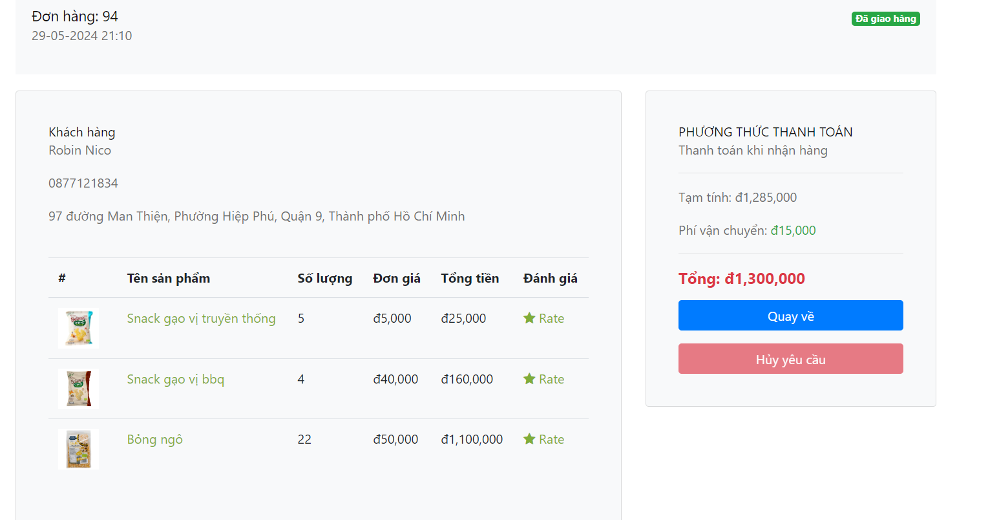 Đơn hàng: 94
Đã giao hàng
29-05-2024 21:10
Khách hàng
Robin Nico
0877121834
97 đường Man Thiện, Phường Hiệp Phú, Quận 9, Thành phố Hồ Chí Minh
# Tên sản phẩm Số lượng Đơn giá Tổng tiền Đánh giá
Snack gạo vị truyền thống 5 đ5,000 đ25,000 Rate
Snack gạo vị bbq 4 đ40,000 đ160,000 Rate
Bỏng ngô 22 đ50,000 đ1,100,000 Rate
PHƯƠNG THỨC THANH TOÁN
Thanh toán khi nhận hàng
Tạm tính: đ1,285,000
Phí vận chuyển: đ15,000
Tổng: đ1,300,000
Quay về
Hủy yêu cầu